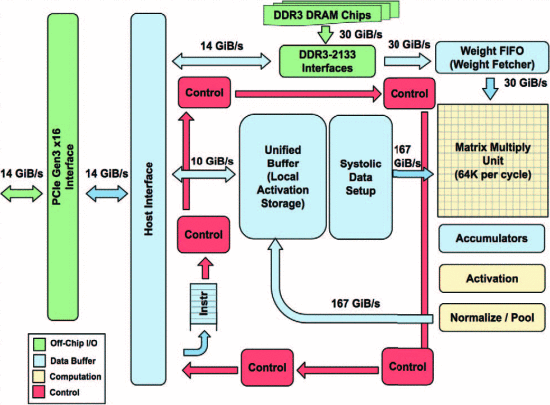 DDR3 DRAM Chips
30 GiB/s
14 GiB/s
DDR3-2133
Interfaces
30 GiB/s
Weight FIFO
(Weight Fetcher)
30 GiB/s
Control
Control
PCIe Gen3 x16
Interface
14 GiB/s
14 GiB/s
Host Interface
10 GiB/s
Unified
Buffer
(Local
Activation
Storage)
Systolic
Data
Setup
167
GiB/s
Matrix Multiply
Unit
(64K per cycle)
Control
Accumulators
Activation
Instr
167 GiB/s
Normalize / Pool
Off-Chip I/O
Data Buffer
Computation
Control
Control
Control